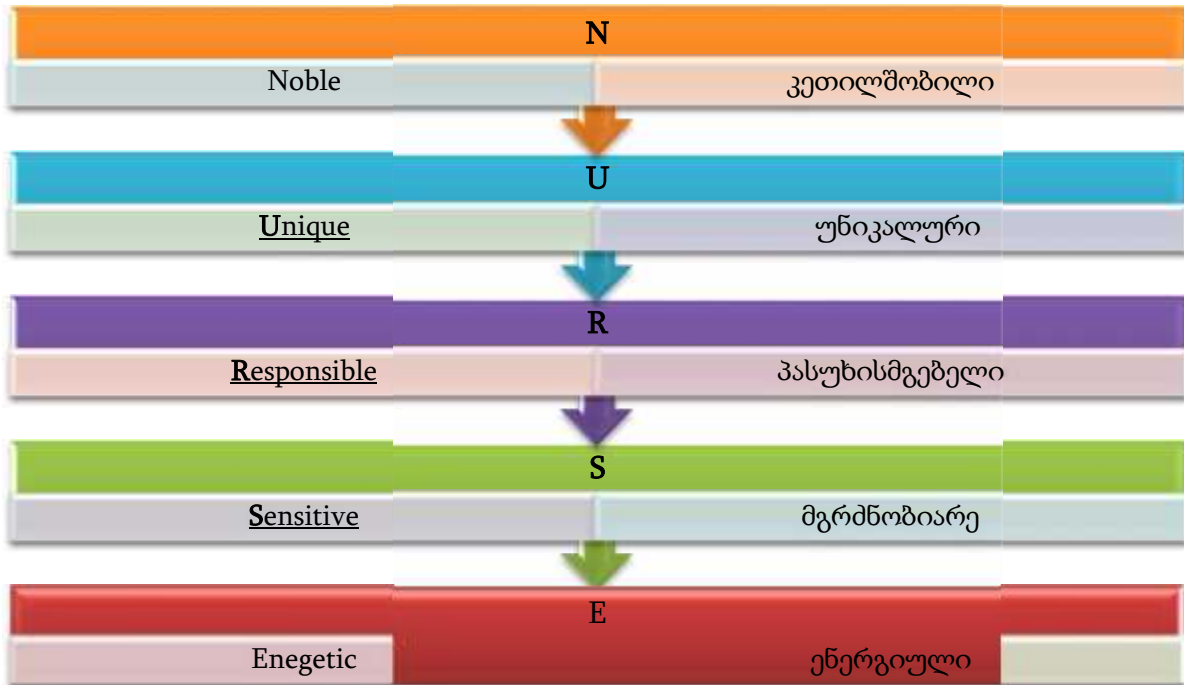 N
Noble კეთილშობილი
U
Unique უნიკალური
R
Responsible პასუხისმგებელი
S
Sensitive მგრძნობიარე
E
Enegetic ენერგიული